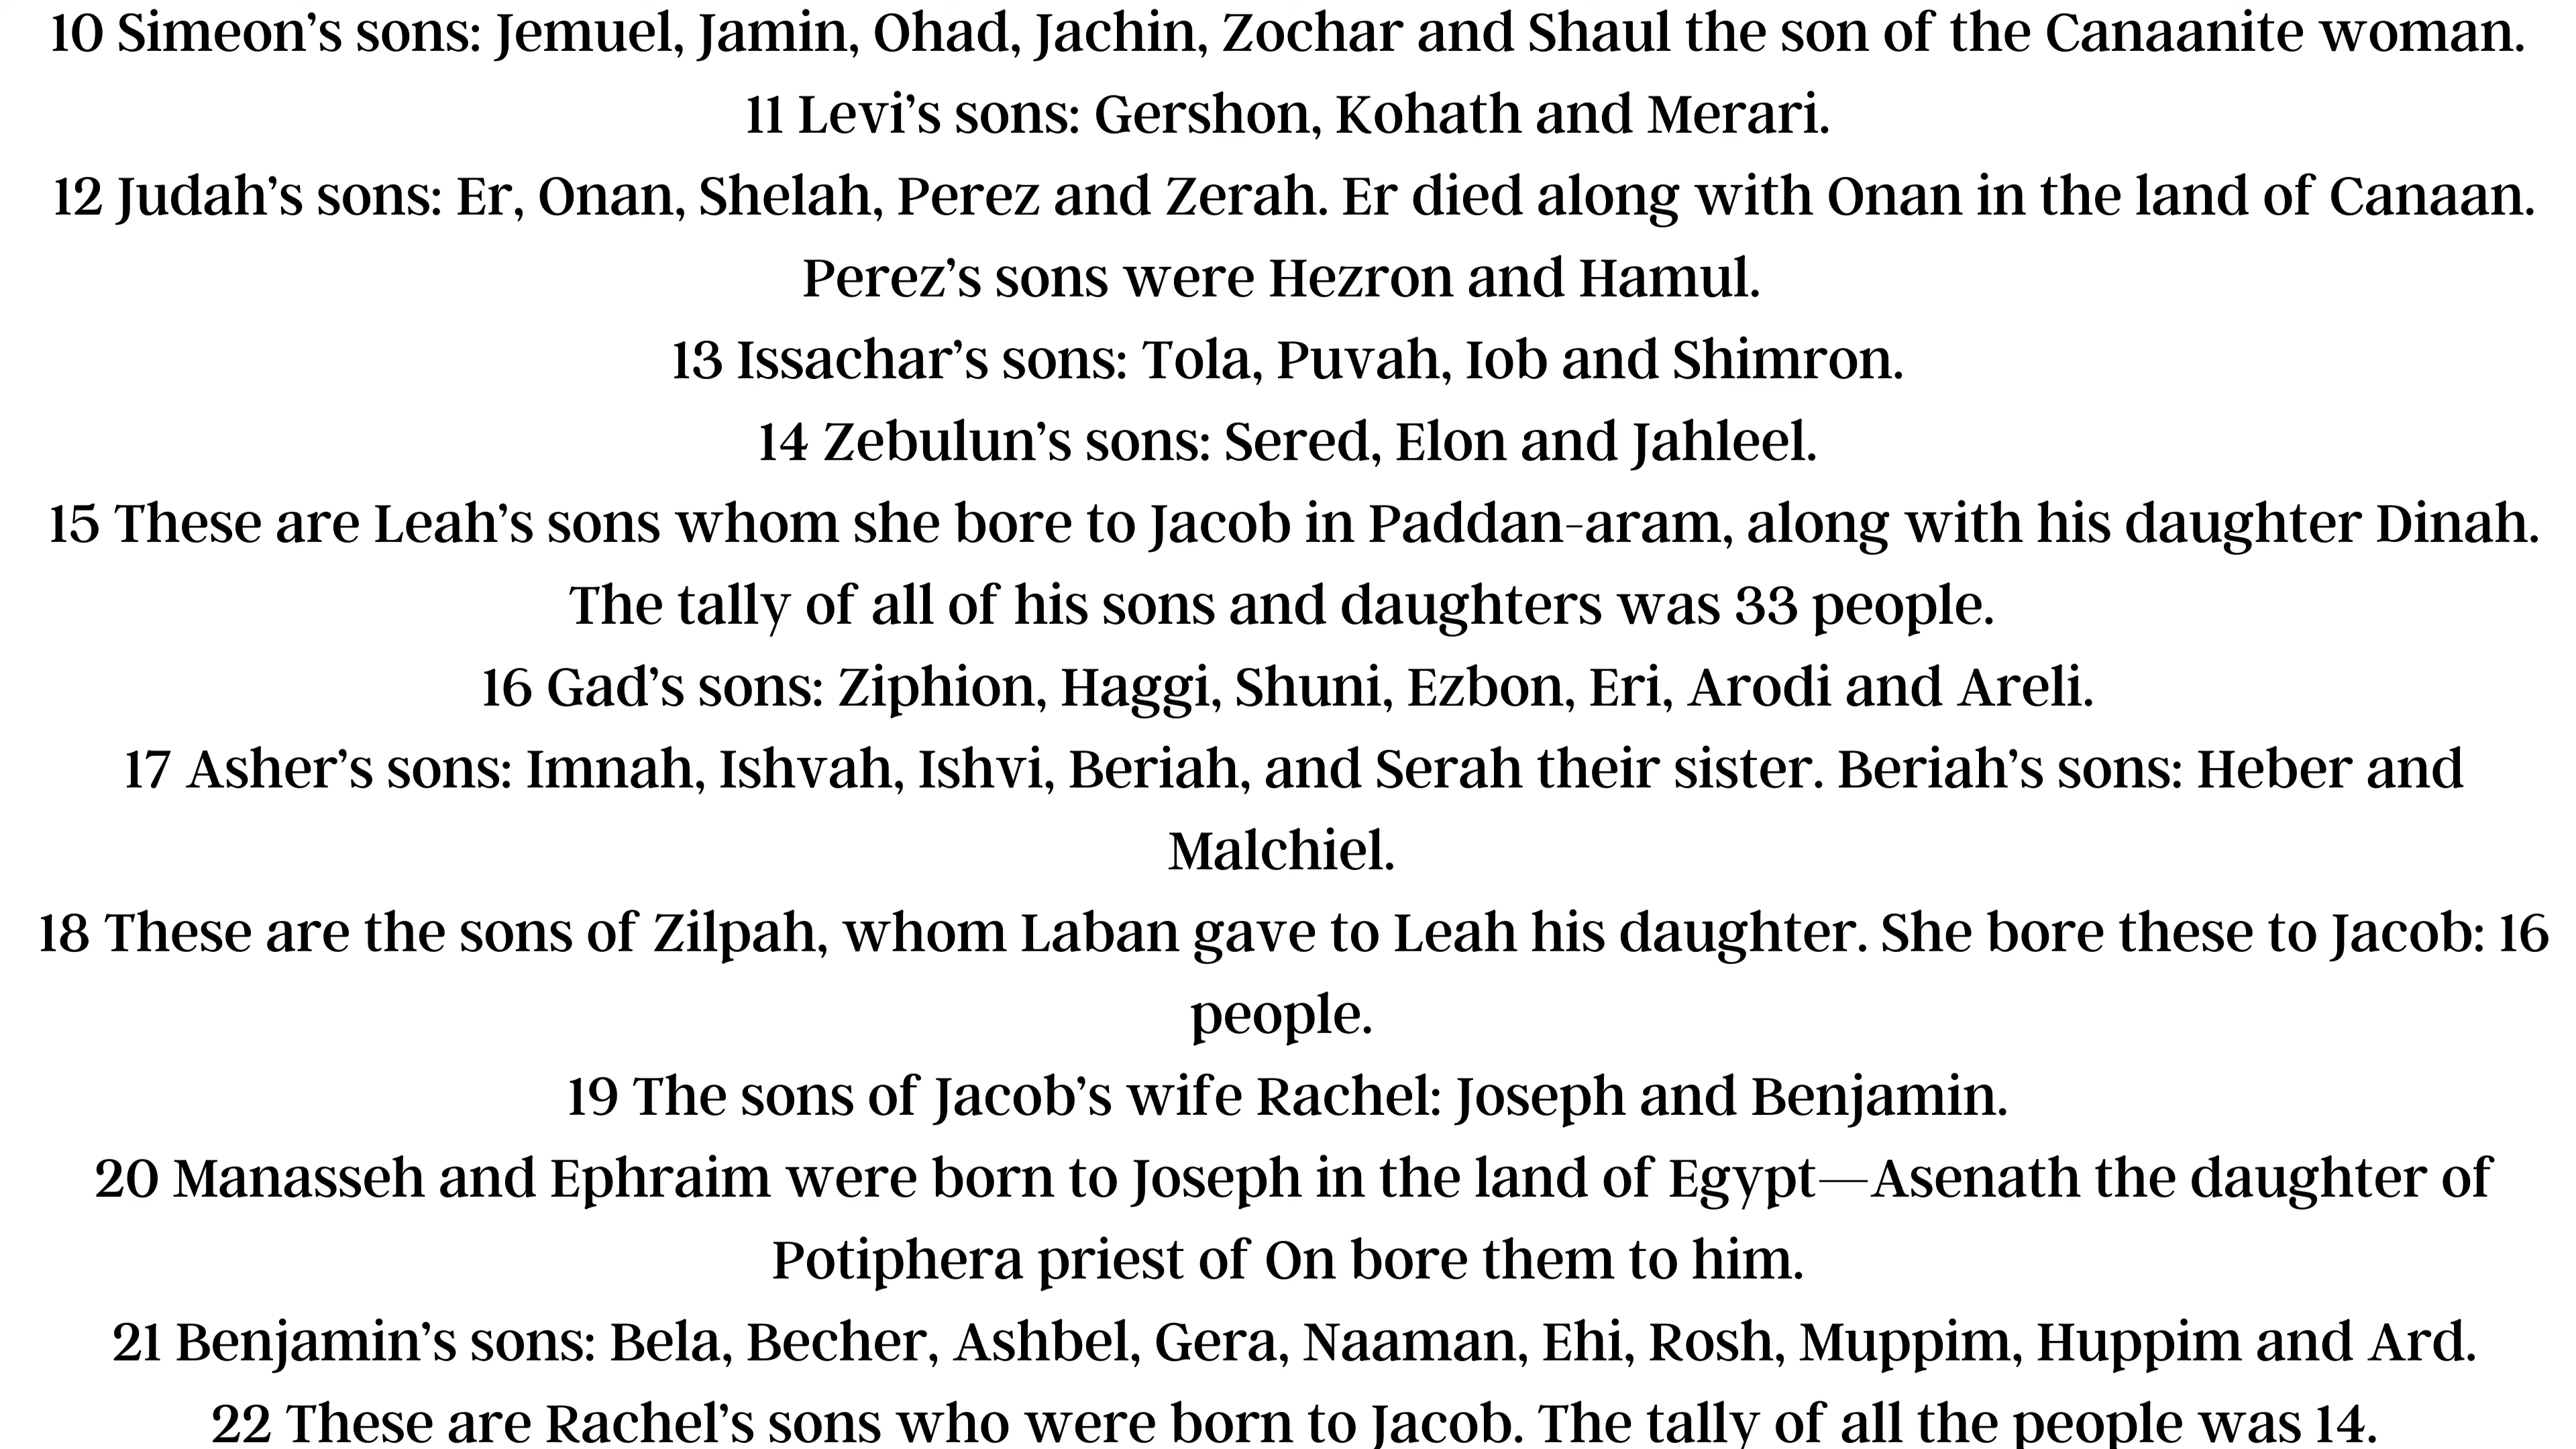 10 Simeon’s sons: Jemuel, Jamin, Ohad, Jachin, Zochar and Shaul the son of the Canaanite woman.
11 Levi’s sons: Gershon, Kohath and Merari.
12 Judah’s sons: Er, Onan, Shelah, Perez and Zerah. Er died along with Onan in the land of Canaan.
Perez’s sons were Hezron and Hamul.
13 Issachar’s sons: Tola, Puvah, Iob and Shimron.
14 Zebulun’s sons: Sered, Elon and Jahleel.
15 These are Leah’s sons whom she bore to Jacob in Paddan-aram, along with his daughter Dinah.
The tally of all of his sons and daughters was 33 people.
16 Gad’s sons: Ziphion, Haggi, Shuni, Ezbon, Eri, Arodi and Areli.
17 Asher’s sons: Imnah, Ishvah, Ishvi, Beriah, and Serah their sister. Beriah’s sons: Heber and
Malchiel.
18 These are the sons of Zilpah, whom Laban gave to Leah his daughter. She bore these to Jacob: 16
people.
19 The sons of Jacob’s wife Rachel: Joseph and Benjamin.
20 Manasseh and Ephraim were born to Joseph in the land of Egypt—Asenath the daughter of
Potiphera priest of On bore them to him.
21 Benjamin’s sons: Bela, Becher, Ashbel, Gera, Naaman, Ehi, Rosh, Muppim, Huppim and Ard.
22 These are Rachel’s sons who were born to Jacob. The tally of all the people was 14.